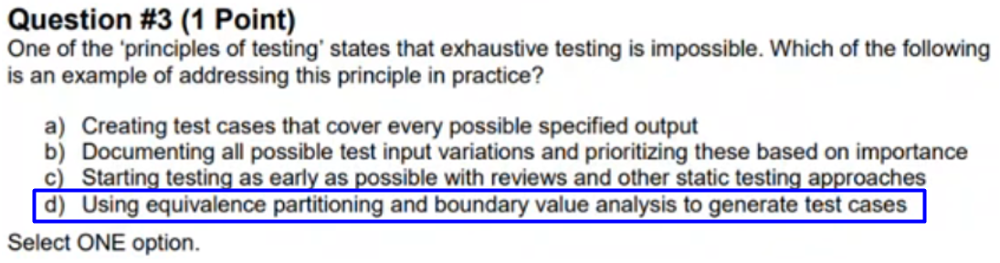 Question #3 (1 Point)
One of the ‘principles of testing’ states that exhaustive testing is impossible. Which of the following
is an example of addressing this principle in practice?
a) Creating test cases that cover every possible specified output
b) Documenting all possible test input variations and prioritizing these based on importance
c) Starting testing as early as possible with reviews and other static testing approaches
d) Using equivalence partitioning and boundary value analysis to generate test cases
Select ONE option.